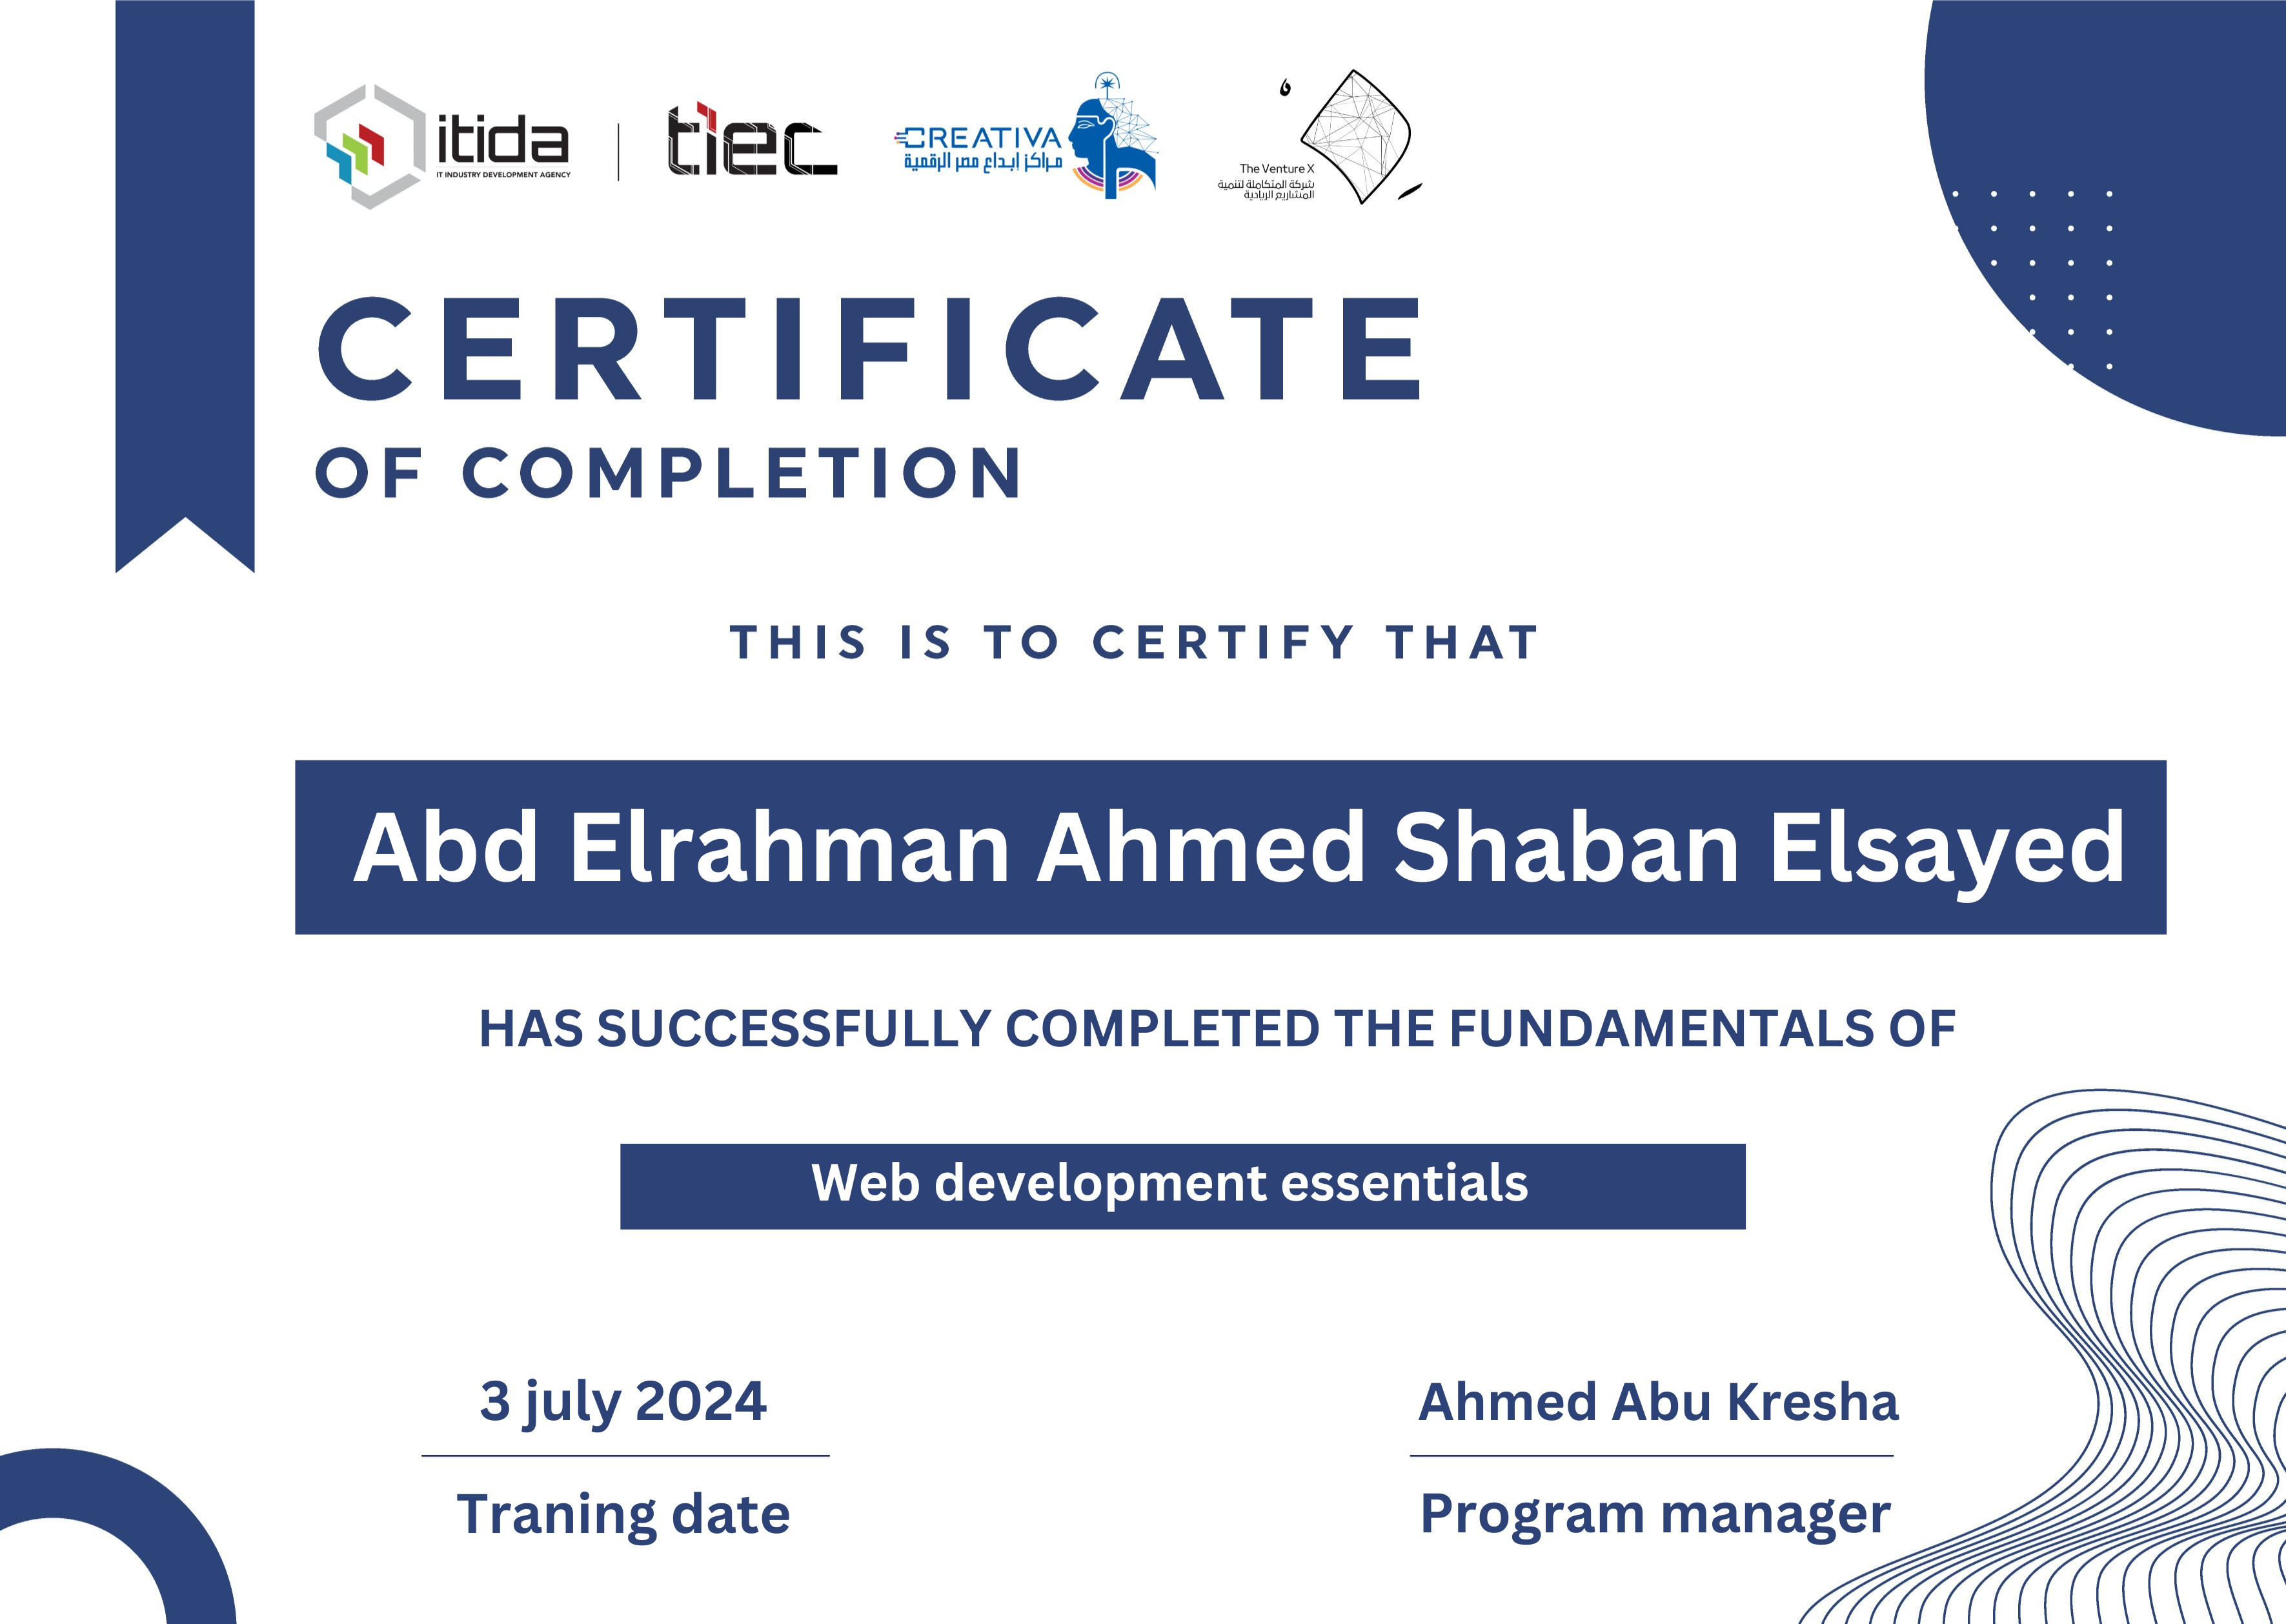 itida
IT INDUSTRY DEVELOPMENT AGENCY
tiec
CREATIVA
مراكز إبداع مصر الرقمية
The Venture X
شركة المتكاملة لتنمية
المشاريع الريادية
CERTIFICATE
OF COMPLETION
THIS IS TO CERTIFY THAT
Abd Elrahman Ahmed Shaban Elsayed
HAS SUCCESSFULLY COMPLETED THE FUNDAMENTALS OF
Web development essentials
3 july 2024
Traning date
Ahmed Abu Kresha
Program manager